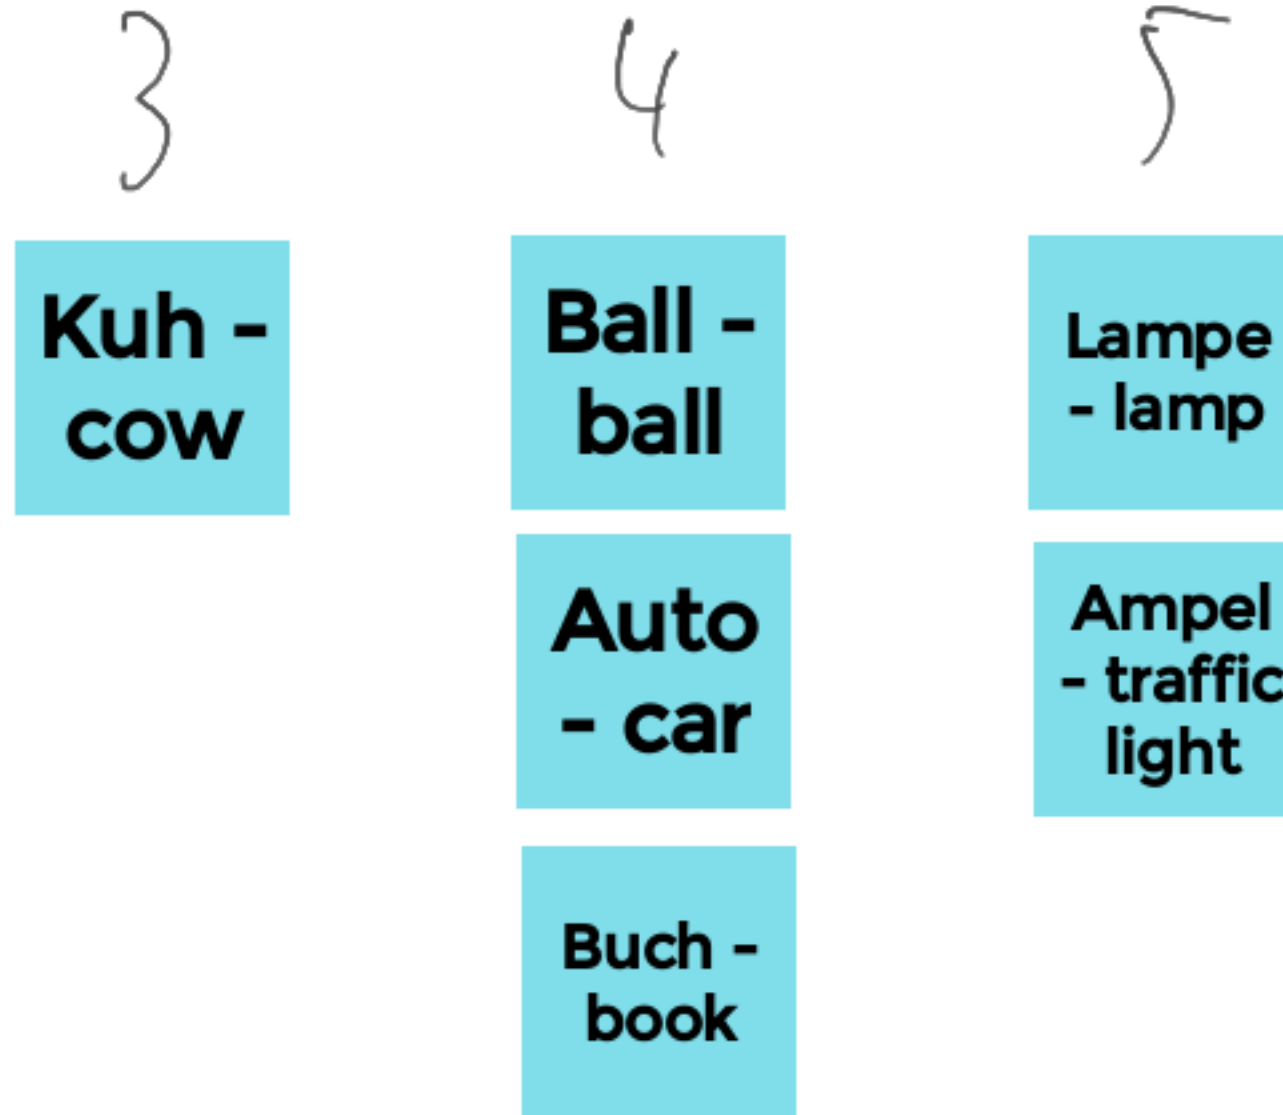 3
4
5
Kuh -
cow
Ball -
ball
Lampe
- lamp
Auto
- car
Ampel
- traffic
light
Buch -
book